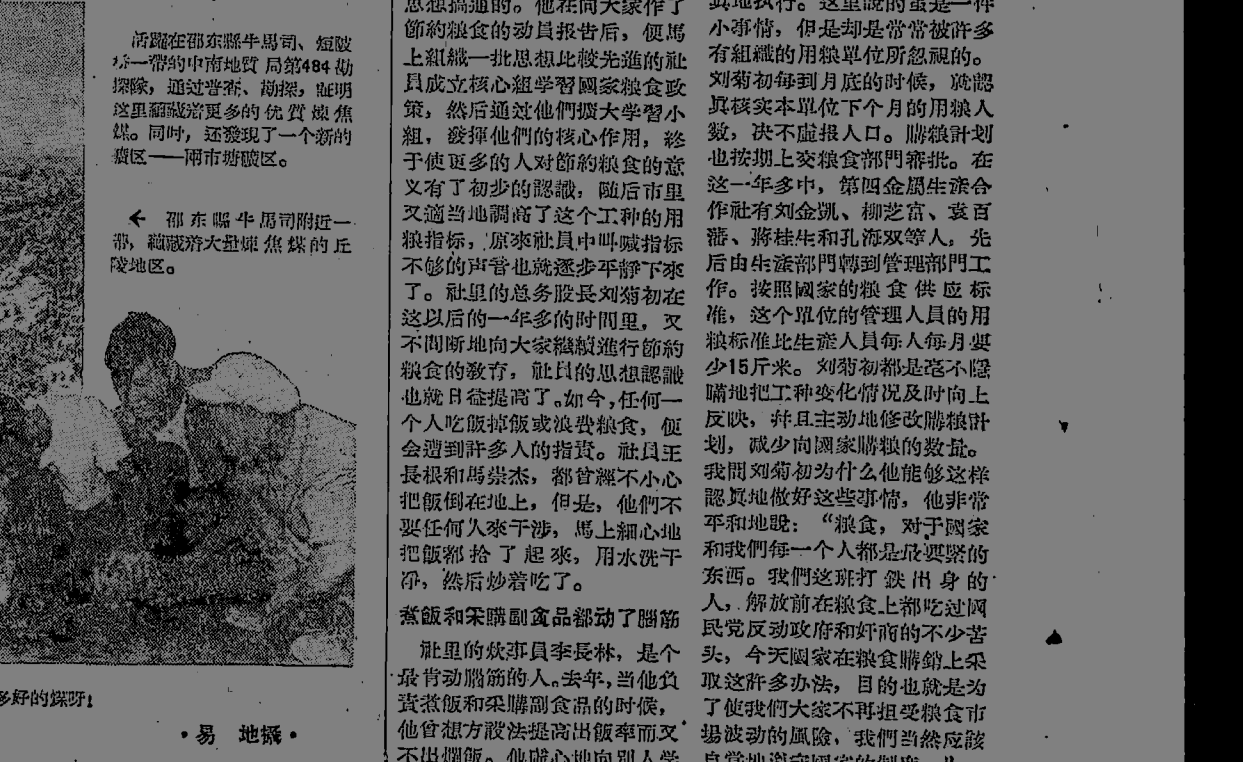 活躍在邵东縣牛馬司、短陂
一帶的中南地質局第484勘
探隊，通过普查、勘探，証明
这里蘊藏着更多的优質煉焦
煤。同时，还發現了一个新的
礦区——兩市塘礦区。
← 邵东縣牛馬司附近一
帶，蘊藏着大量煉焦煤的丘
陵地区。
多好的煤呀！
·易 地攝·
思想搞通的。他在向大家作了
節約粮食的动員报告后，便馬
上組織一批思想比較先進的社
員成立核心組学習國家粮食政
策，然后通过他們擴大学習小
組，發揮他們的核心作用，終
于使更多的人对節約粮食的意
义有了初步的認識，随后市里
又適当地調高了这个工种的用
粮指标，原來社員中叫喊指标
不够的声音也就逐步平靜下來
了。社里的总务股長刘菊初在
这以后的一年多的时間里，又
不間断地向大家繼續進行節約
粮食的敎育，社員的思想認識
也就日益提高了。如今，任何一
个人吃飯掉飯或浪費粮食，便
会遭到許多人的指責。社員王
長根和馬崇杰，都曾經不小心
把飯倒在地上，但是，他們不
要任何人來干涉，馬上細心地
把飯都拾了起來，用水洗干
淨，然后炒着吃了。
煮飯和采購副食品都动了腦筋
社里的炊事員李長林，是个
最肯动腦筋的人。去年，当他負
責煮飯和采購副食品的时候，
他曾想方設法提高出飯率而又
不出爛飯。他虛心地向別人学
真地执行。这里說的虽是一件
小事情，但是却是常常被許多
有組織的用粮單位所忽視的。
刘菊初每到月底的时候，就認
眞核实本單位下个月的用粮人
数，决不虛报人口。購粮計划
也按期上交粮食部門審批。在
这一年多中，第四金屬生產合
作社有刘金凱、柳芝富、袁百
藩、蔣桂生和孔海双等人，先
后由生產部門轉到管理部門工
作。按照國家的粮食供应标
准，这个單位的管理人員的用
粮标准比生產人員每人每月要
少15斤米。刘菊初都是毫不隱
瞞地把工种变化情况及时向上
反映，并且主动地修改購粮計
划，减少向國家購粮的数量。
我問刘菊初为什么他能够这样
認眞地做好这些事情，他非常
平和地說：“粮食，对于國家
和我們每一个人都是最要緊的
东西。我們这班打鉄出身的
人，解放前在粮食上都吃过國
民党反动政府和奸商的不少苦
头，今天國家在粮食購銷上采
取这許多办法，目的也就是为
了使我們大家不再担受粮食市
場波动的風險，我們当然应該
自覚地遵守國家的制度